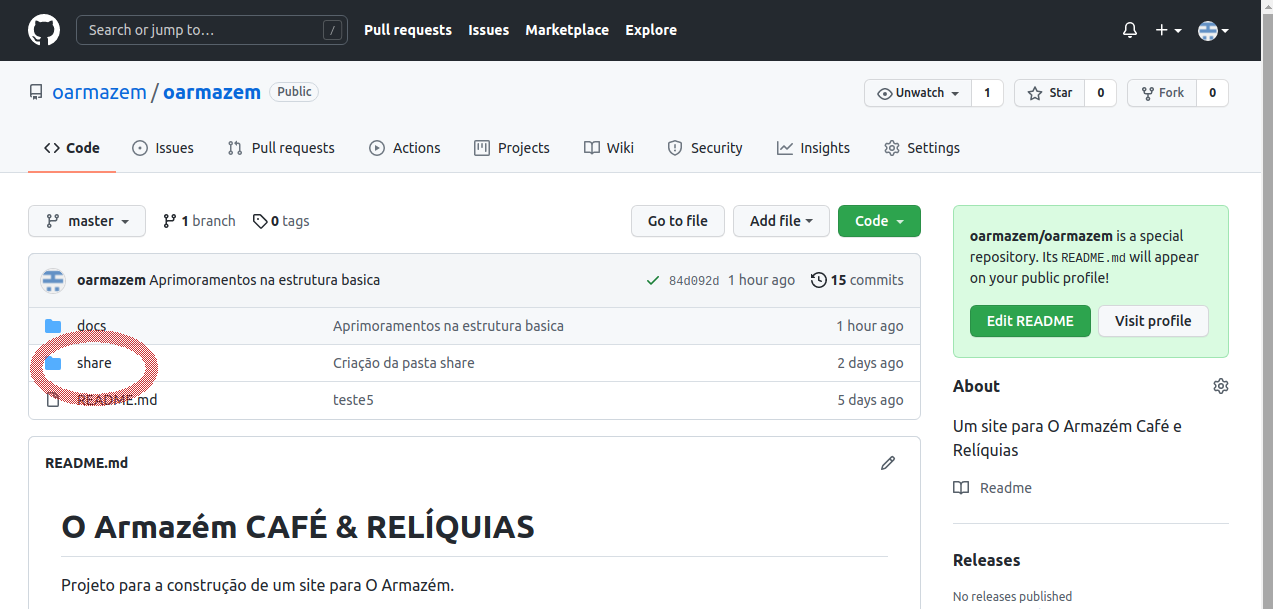 Search or jump to… /
Pull requests Issues Marketplace Explore
oarmazem / oarmazem Public
Unwatch 1 Star 0 Fork 0
Code Issues Pull requests Actions Projects Wiki Security Insights Settings
master 1 branch 0 tags Go to file Add file Code
oarmazem Aprimoramentos na estrutura basica 84d092d 1 hour ago 15 commits
docs Aprimoramentos na estrutura basica 1 hour ago
share Criação da pasta share 2 days ago
README.md teste5 5 days ago
README.md
O Armazém CAFÉ & RELÍQUIAS
Projeto para a construção de um site para O Armazém.
oarmazem/oarmazem is a special
repository. Its README.md will appear
on your public profile!
Edit README Visit profile
About
Um site para O Armazém Café e
Relíquias
Readme
Releases
No releases published